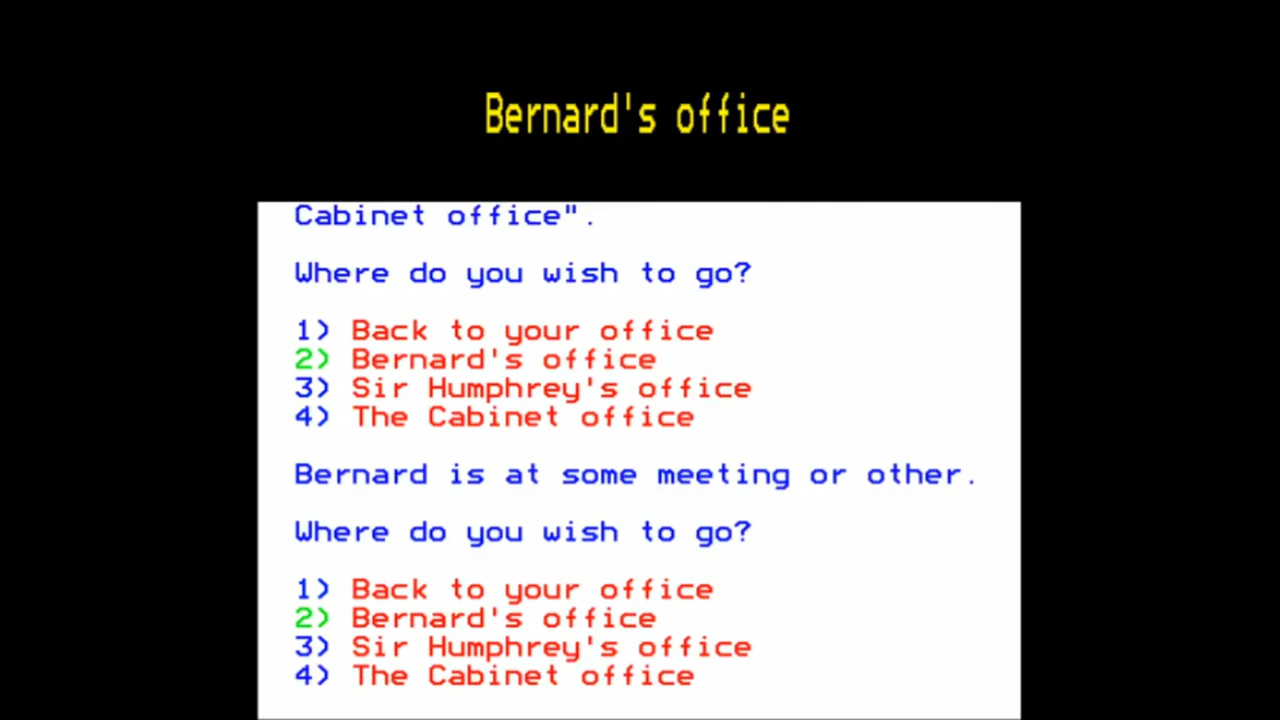 Bernard's office
Cabinet office".
Where do you wish to go?
1) Back to your office
2) Bernard's office
3) Sir Humphrey's office
4) The Cabinet office
Bernard is at some meeting or other.
Where do you wish to go?
1) Back to your office
2) Bernard's office
3) Sir Humphrey's office
4) The Cabinet office